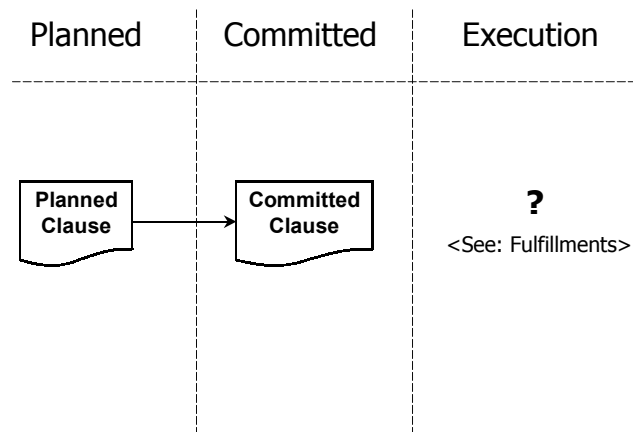 Planned Committed Execution
Planned
Clause
Committed
Clause
?
<See: Fulfillments>